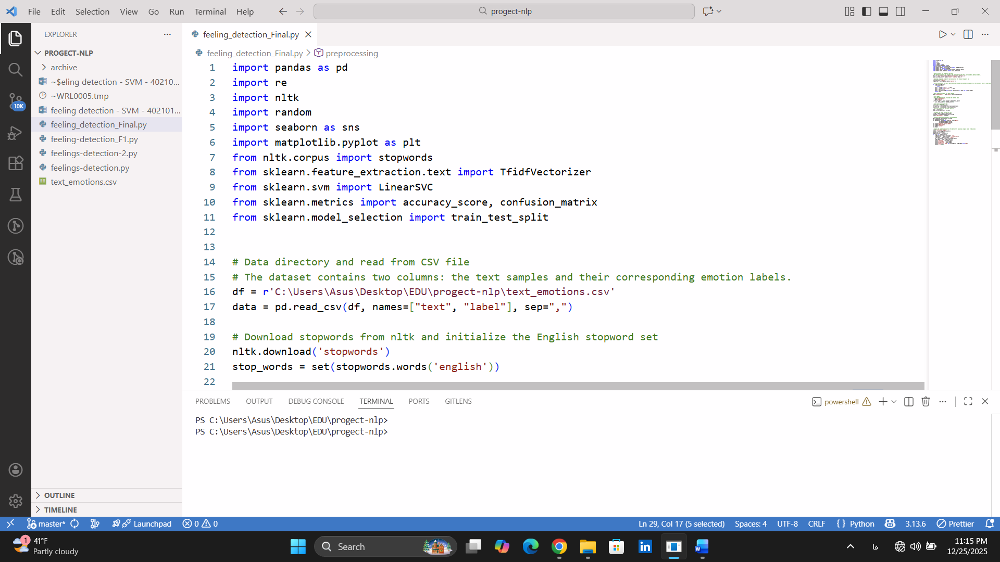 File Edit Selection View Go Run Terminal Help
progect-nlp
EXPLORER
PROGECT-NLP
archive
~$eling detection - SVM - 40210...
~WRL0005.tmp
feeling detection - SVM - 402101...
feeling_detection_Final.py
feeling-detection_F1.py
feelings-detection-2.py
feelings-detection.py
text_emotions.csv
OUTLINE
TIMELINE
10K
feeling_detection_Final.py
feeling_detection_Final.py > preprocessing
1 import pandas as pd
2 import re
3 import nltk
4 import random
5 import seaborn as sns
6 import matplotlib.pyplot as plt
7 from nltk.corpus import stopwords
8 from sklearn.feature_extraction.text import TfidfVectorizer
9 from sklearn.svm import LinearSVC
10 from sklearn.metrics import accuracy_score, confusion_matrix
11 from sklearn.model_selection import train_test_split
12
13
14 # Data directory and read from CSV file
15 # The dataset contains two columns: the text samples and their corresponding emotion labels.
16 df = r'C:\Users\Asus\Desktop\EDU\progect-nlp\text_emotions.csv'
17 data = pd.read_csv(df, names=["text", "label"], sep=",")
18
19 # Download stopwords from nltk and initialize the English stopword set
20 nltk.download('stopwords')
21 stop_words = set(stopwords.words('english'))
22
PROBLEMS OUTPUT DEBUG CONSOLE TERMINAL PORTS GITLENS
powershell
PS C:\Users\Asus\Desktop\EDU\progect-nlp>
PS C:\Users\Asus\Desktop\EDU\progect-nlp>
master* Launchpad 0 0
Ln 29, Col 17 (5 selected) Spaces: 4 UTF-8 CRLF { } Python 3.13.6 Prettier
1
41°F
Partly cloudy
Search
فا
11:15 PM
12/25/2025